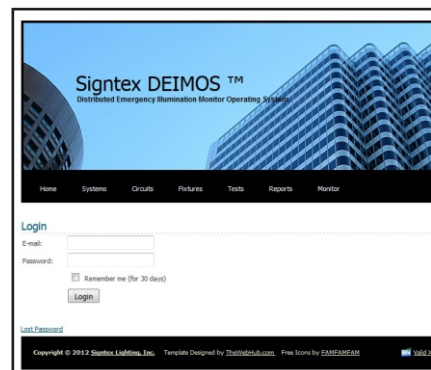 Signtex DEIMOS ™
Distributed Emergency Illumination Monitor Operating System
Home Systems Circuits Fixtures Tests Reports Monitor
Login
E-mail:
Password:
Remember me (for 30 days)
Login
Lost Password
Copyright © 2012 Signtex Lighting, Inc. Template Designed by TheWebHub.com Free Icons by FAMFAMFAM Valid X